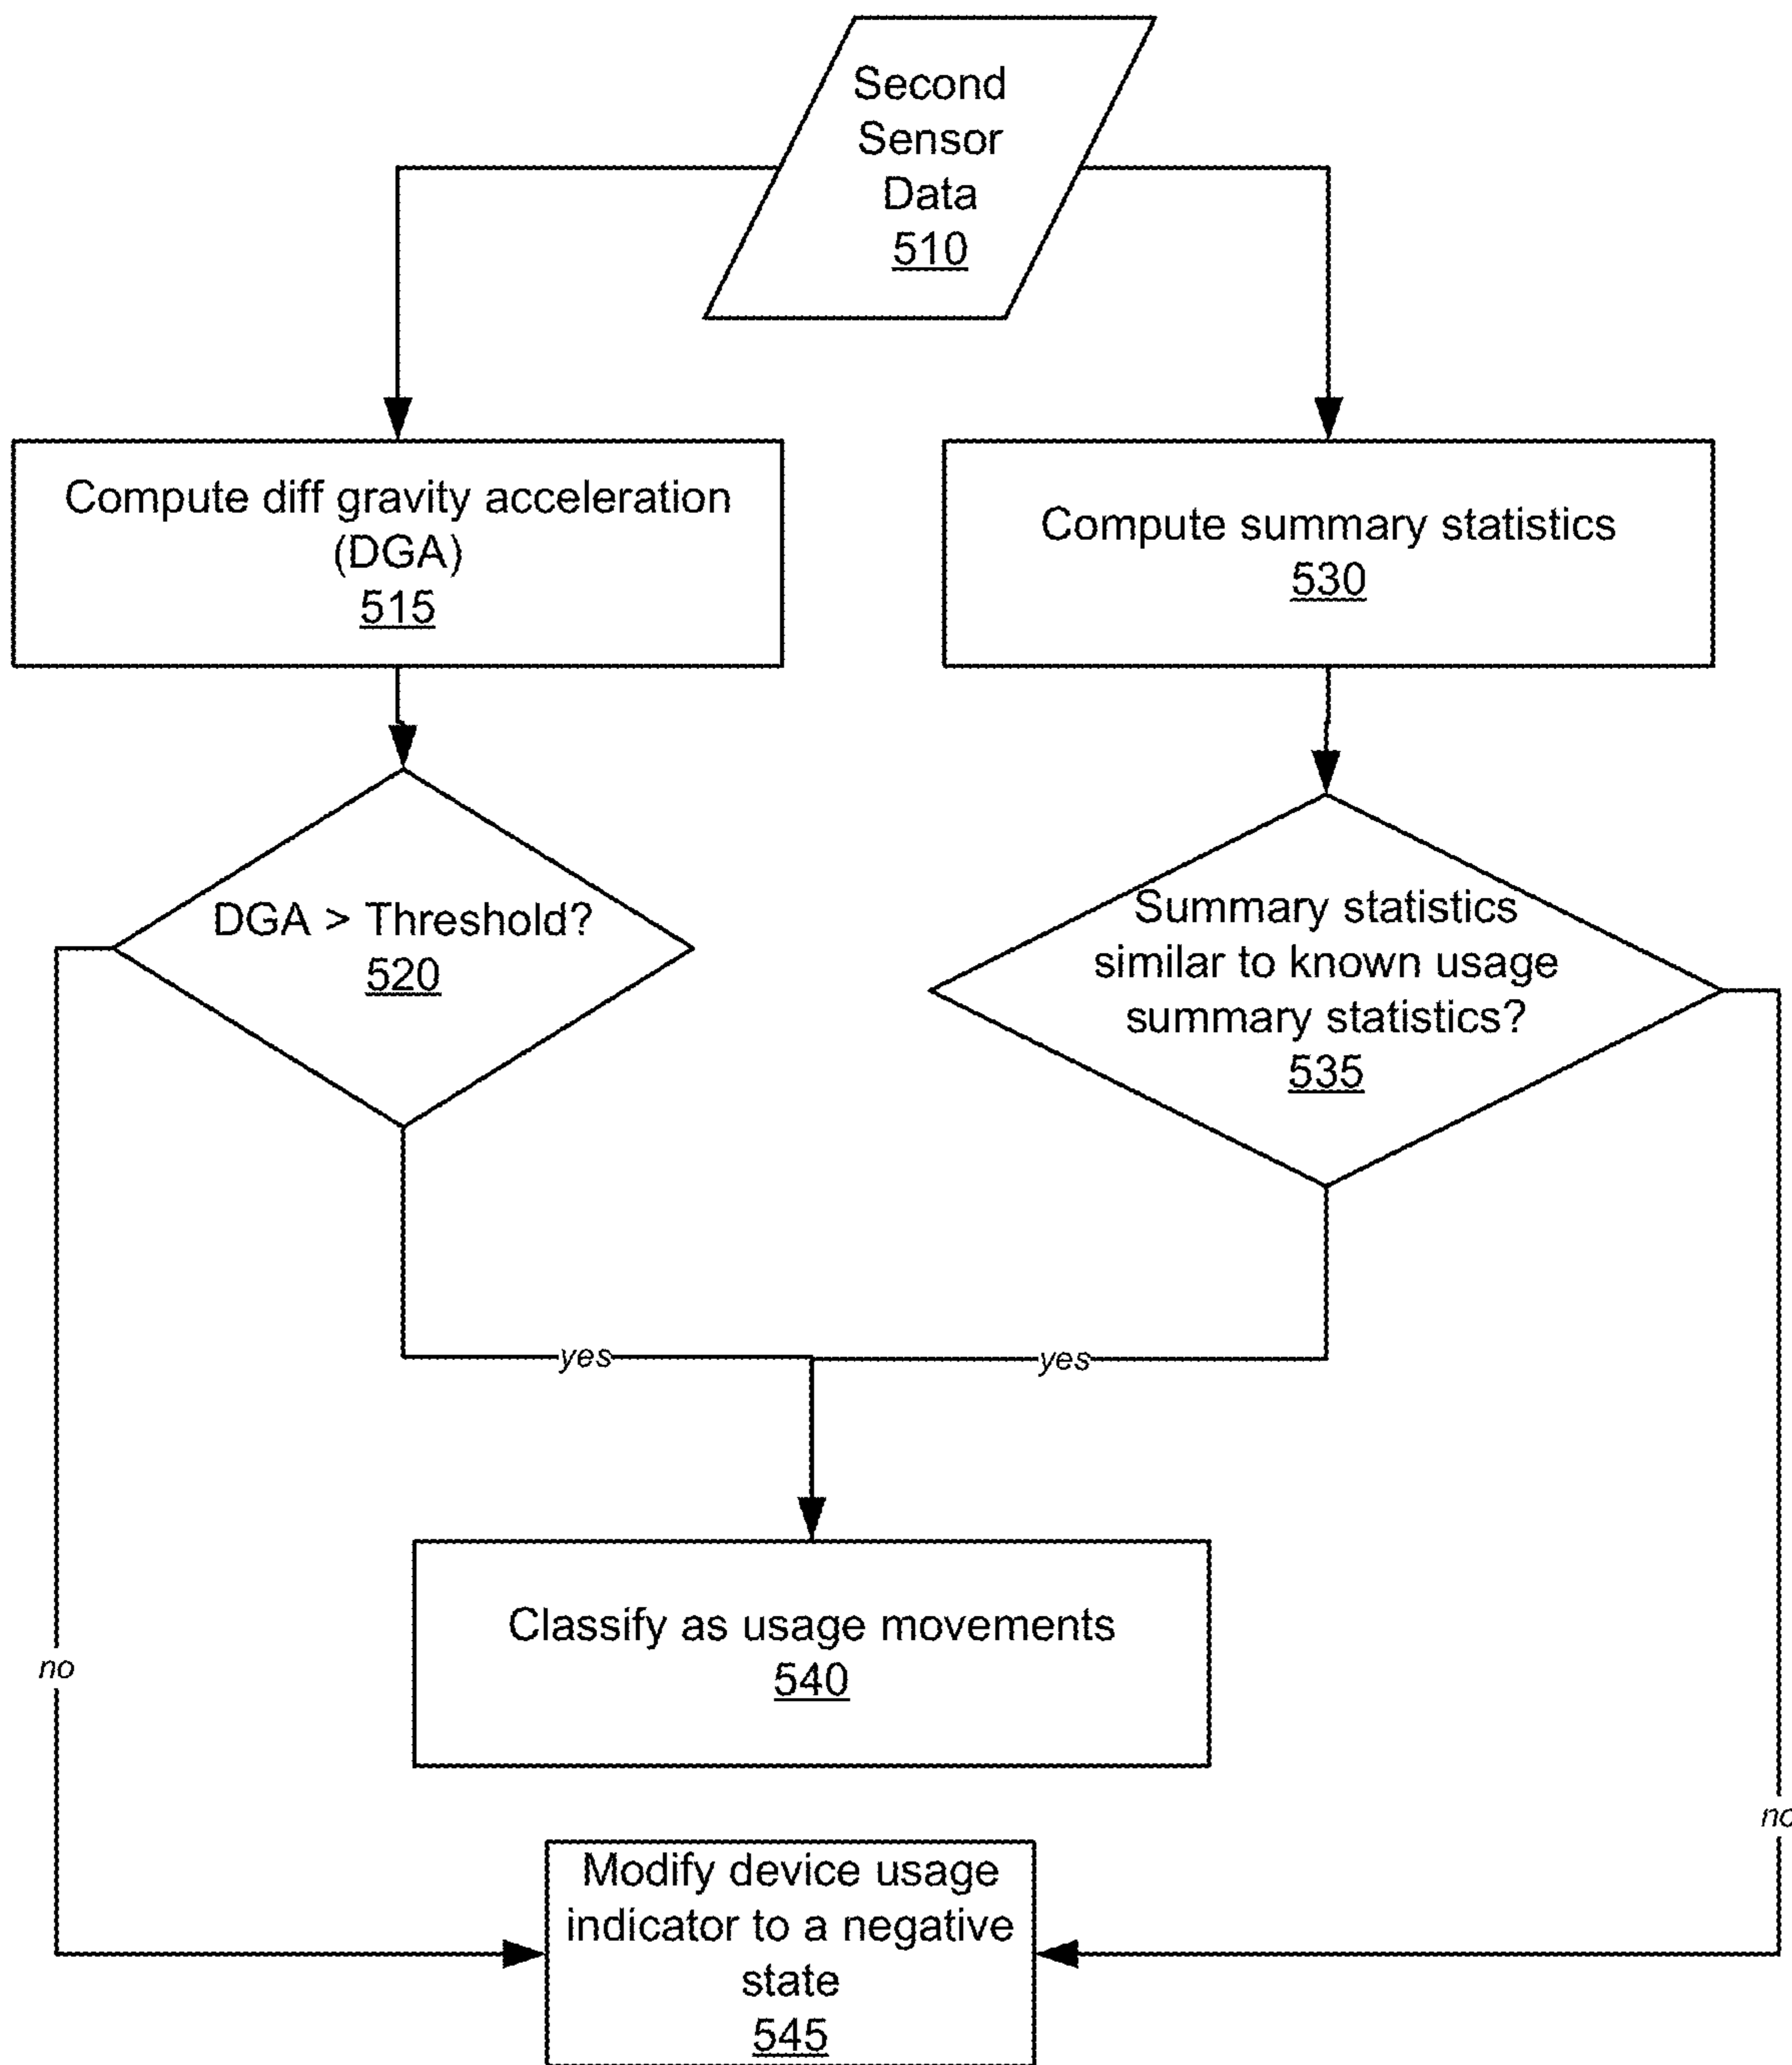 Second
Sensor
Data
510
Compute diff gravity acceleration
(DGA)
515
Compute summary statistics
530
DGA > Threshold?
520
Summary statistics
similar to known usage
summary statistics?
535
yes
yes
Classify as usage movements
540
no
no
Modify device usage
indicator to a negative
state
545